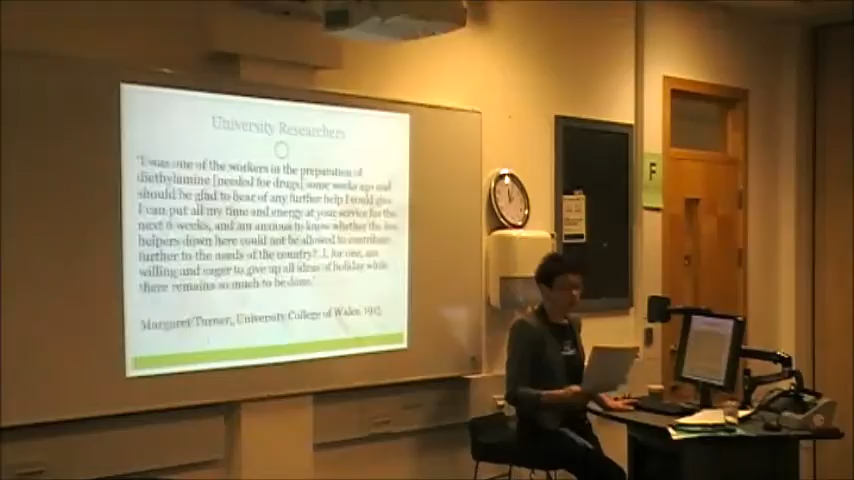 University Researchers
'I was one of the workers in the preparation of
diethylamine [needed for drugs] some weeks ago and
should be glad to hear of any further help I could give.
I can put all my time and energy at your service for the
next 6 weeks, and am anxious to know whether the
helpers down here could not be allowed to contribute
further to the needs of the country? I, for one, am
willing and eager to give up all ideas of holiday while
there remains so much to be done.'
Margaret Turner, University College of Wales, 1915
F